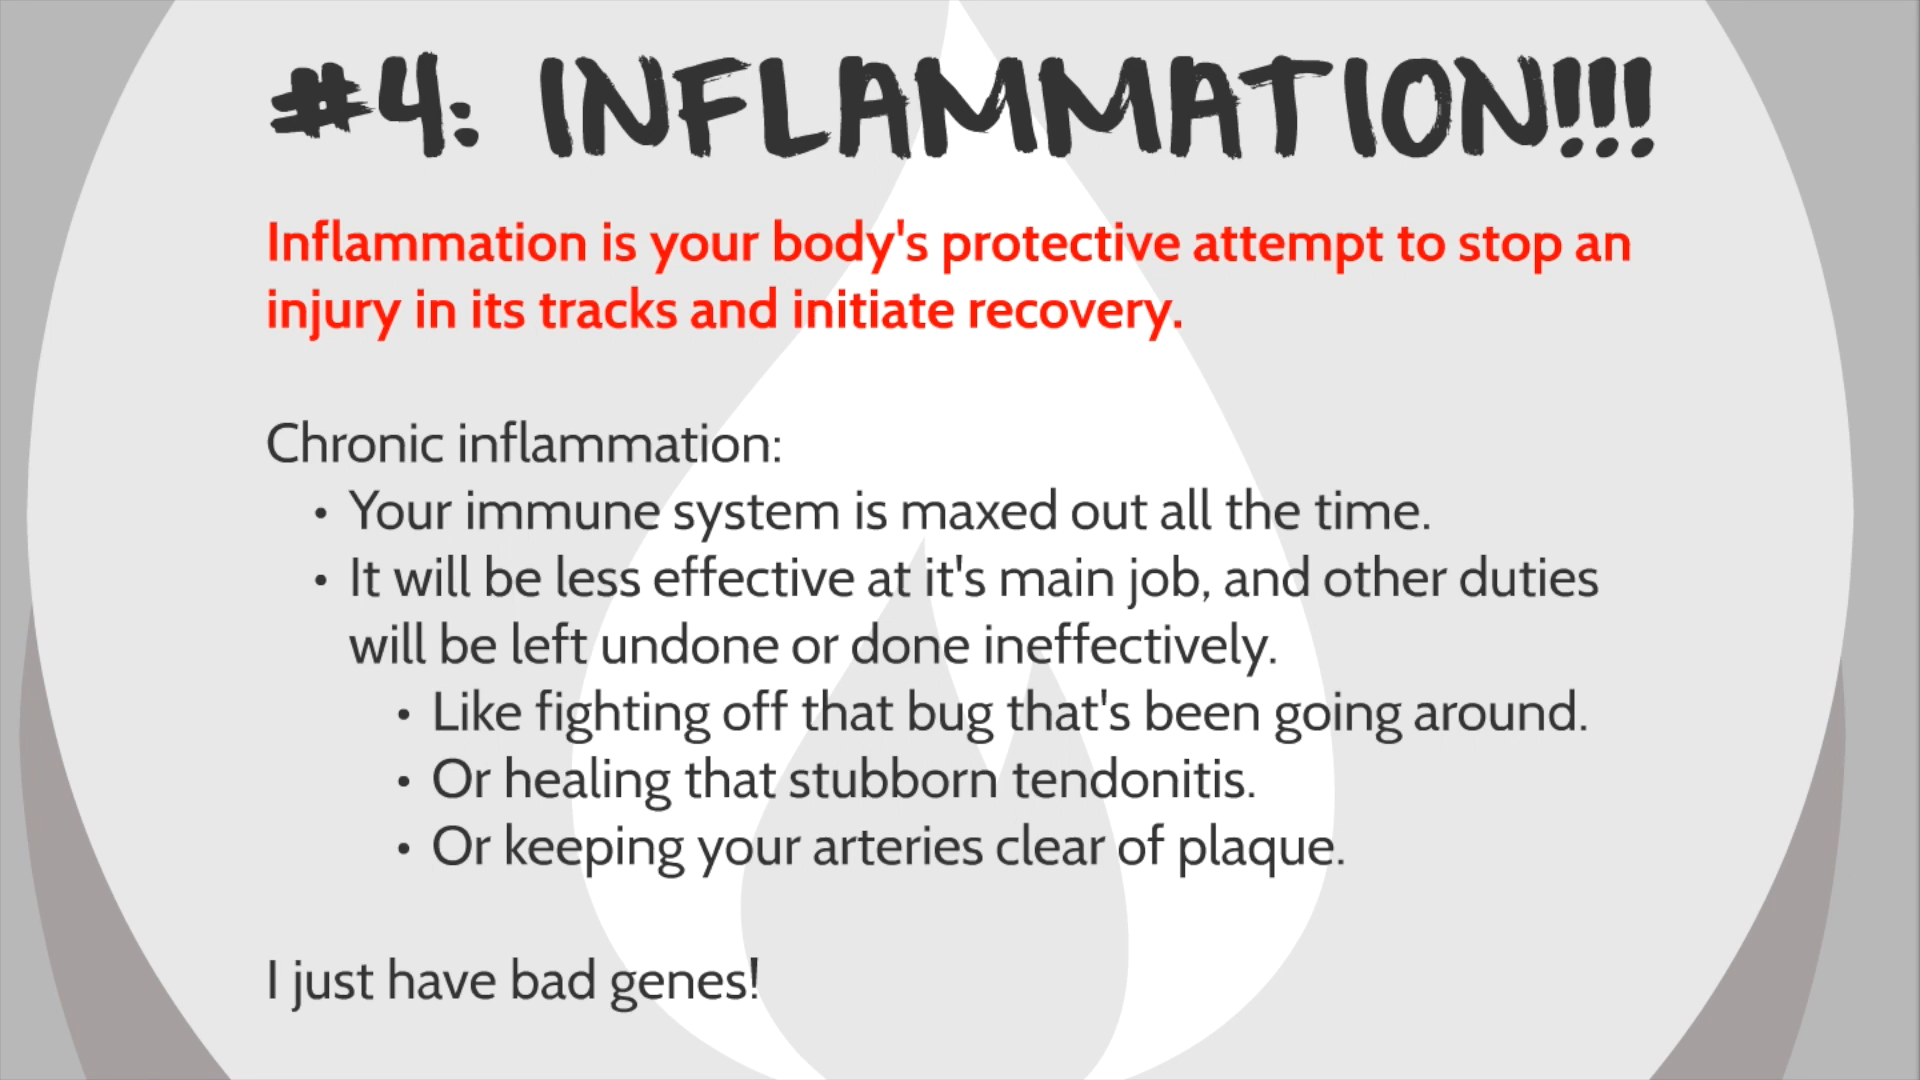 #4: INFLAMMATION!!!
Inflammation is your body's protective attempt to stop an
injury in its tracks and initiate recovery.
Chronic inflammation:
• Your immune system is maxed out all the time.
• It will be less effective at it's main job, and other duties
will be left undone or done ineffectively.
• Like fighting off that bug that's been going around.
• Or healing that stubborn tendonitis.
• Or keeping your arteries clear of plaque.
I just have bad genes!